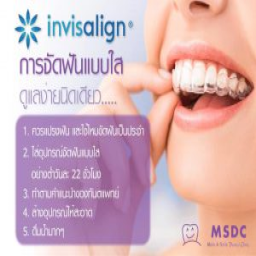 invisalign®
การจัดฟันแบบใส
ดูแลง่ายนิดเดียว.....
1. ควรแปรงฟัน และใช้ไหมขัดฟันเป็นประจำ
2. ใส่อุปกรณ์จัดฟันแบบใส
อย่างต่ำวันละ 22 ชั่วโมง
3. ทำตามคำแนะนำของทันตแพทย์
4. ล้างอุปกรณ์ให้สะอาด
5. ดื่มน้ำมากๆ
MSDC